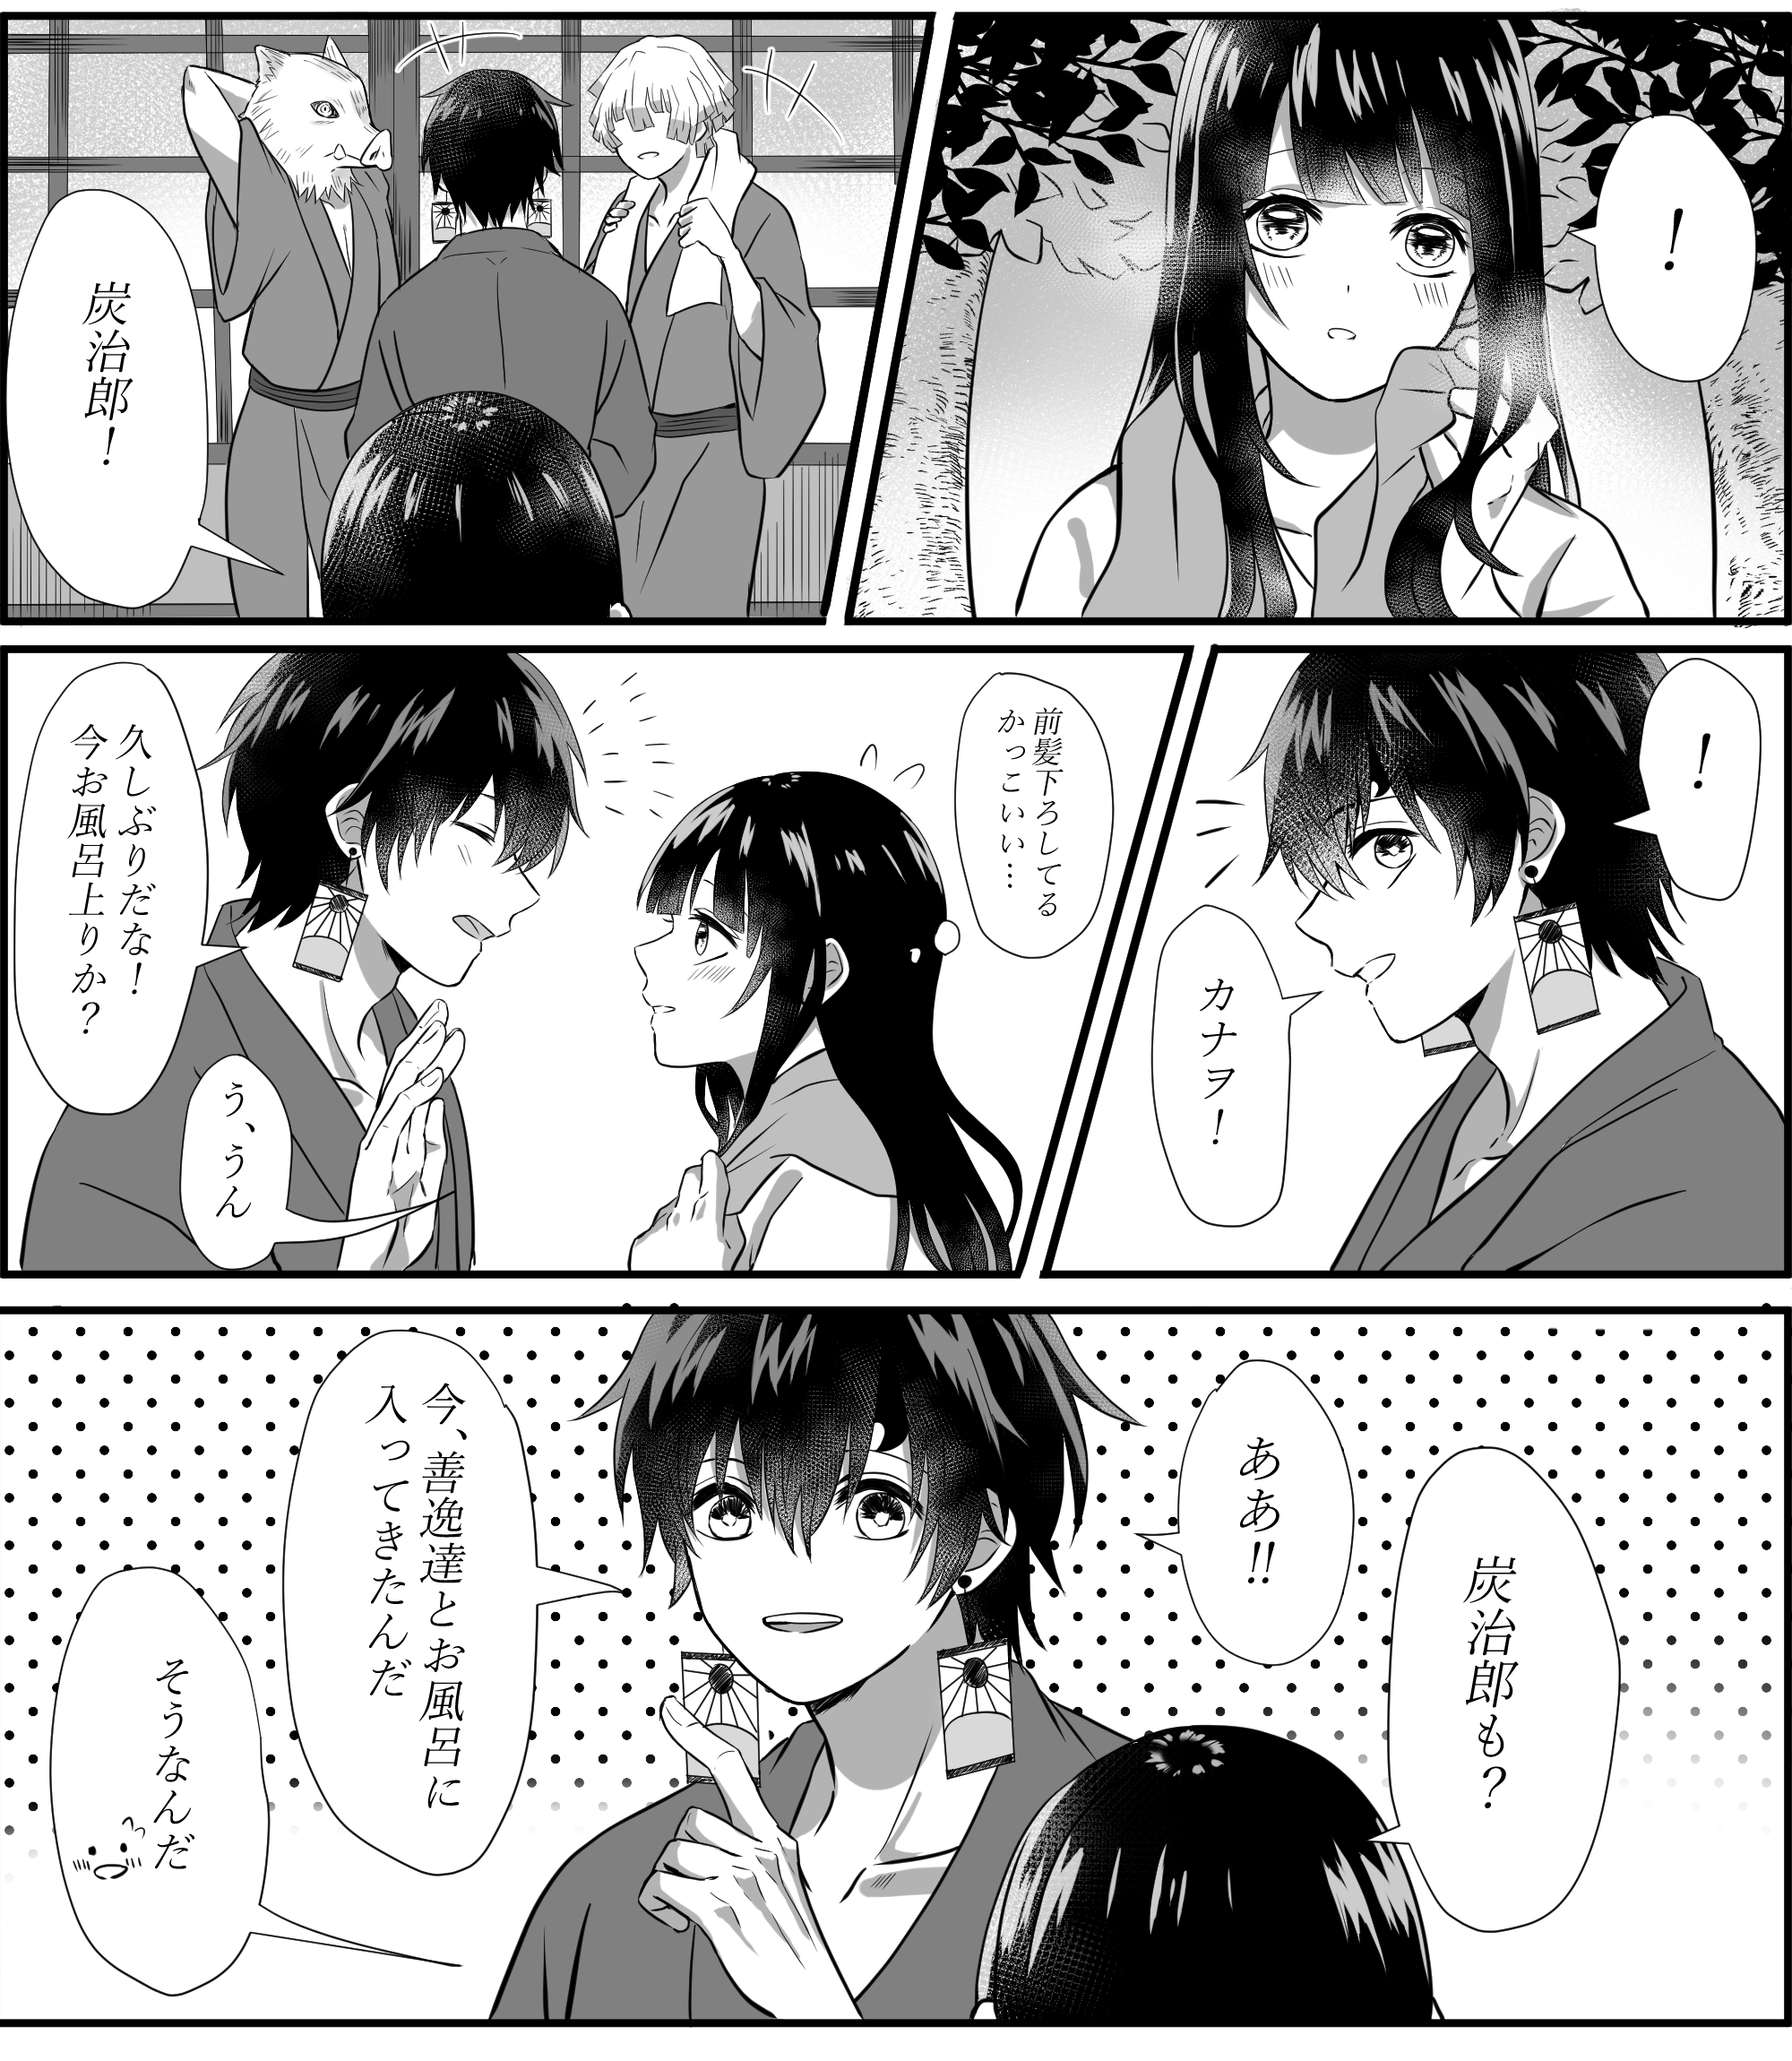 ！
炭治郎！
！
カナヲ！
前髪下ろしてる
かっこいい…
久しぶりだな！
今お風呂上りか？
う、うん
炭治郎も？
ああ!!
今、善逸達とお風呂に
入ってきたんだ
そうなんだ